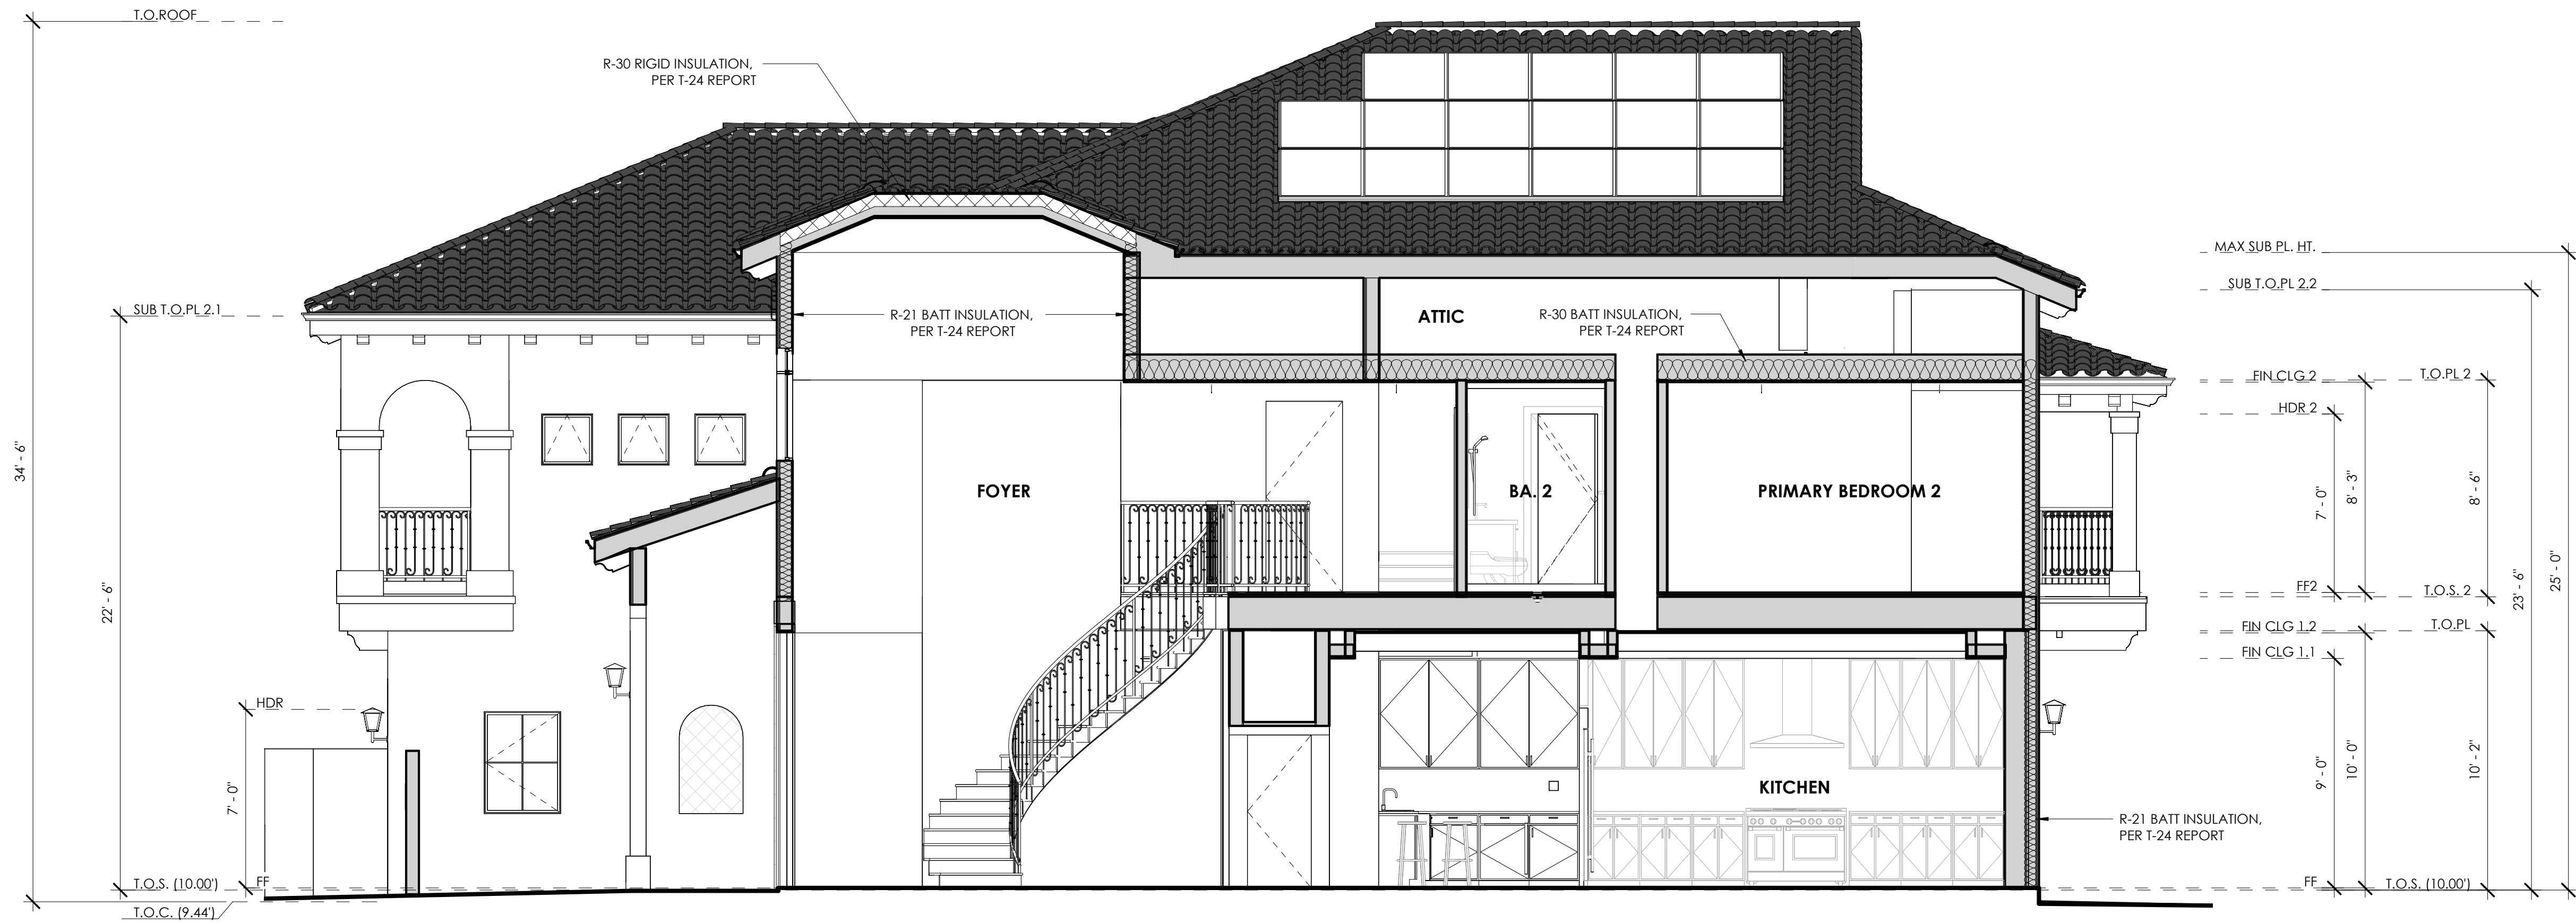 T.O.ROOF
R-30 RIGID INSULATION,
PER T-24 REPORT
MAX SUB PL. HT.
SUB T.O.PL 2.2
SUB T.O.PL 2.1
R-21 BATT INSULATION,
PER T-24 REPORT
ATTIC
R-30 BATT INSULATION,
PER T-24 REPORT
FIN CLG 2
T.O.PL 2
HDR 2
34' - 6"
22' - 6"
FOYER
BA. 2
PRIMARY BEDROOM 2
7' - 0"
8' - 3"
8' - 6"
23' - 6"
25' - 0"
FF2
T.O.S. 2
FIN CLG 1.2
T.O.PL
FIN CLG 1.1
HDR
7' - 0"
KITCHEN
9' - 0"
10' - 0"
10' - 2"
R-21 BATT INSULATION,
PER T-24 REPORT
T.O.S. (10.00')
FF
FF
T.O.S. (10.00')
T.O.C. (9.44')